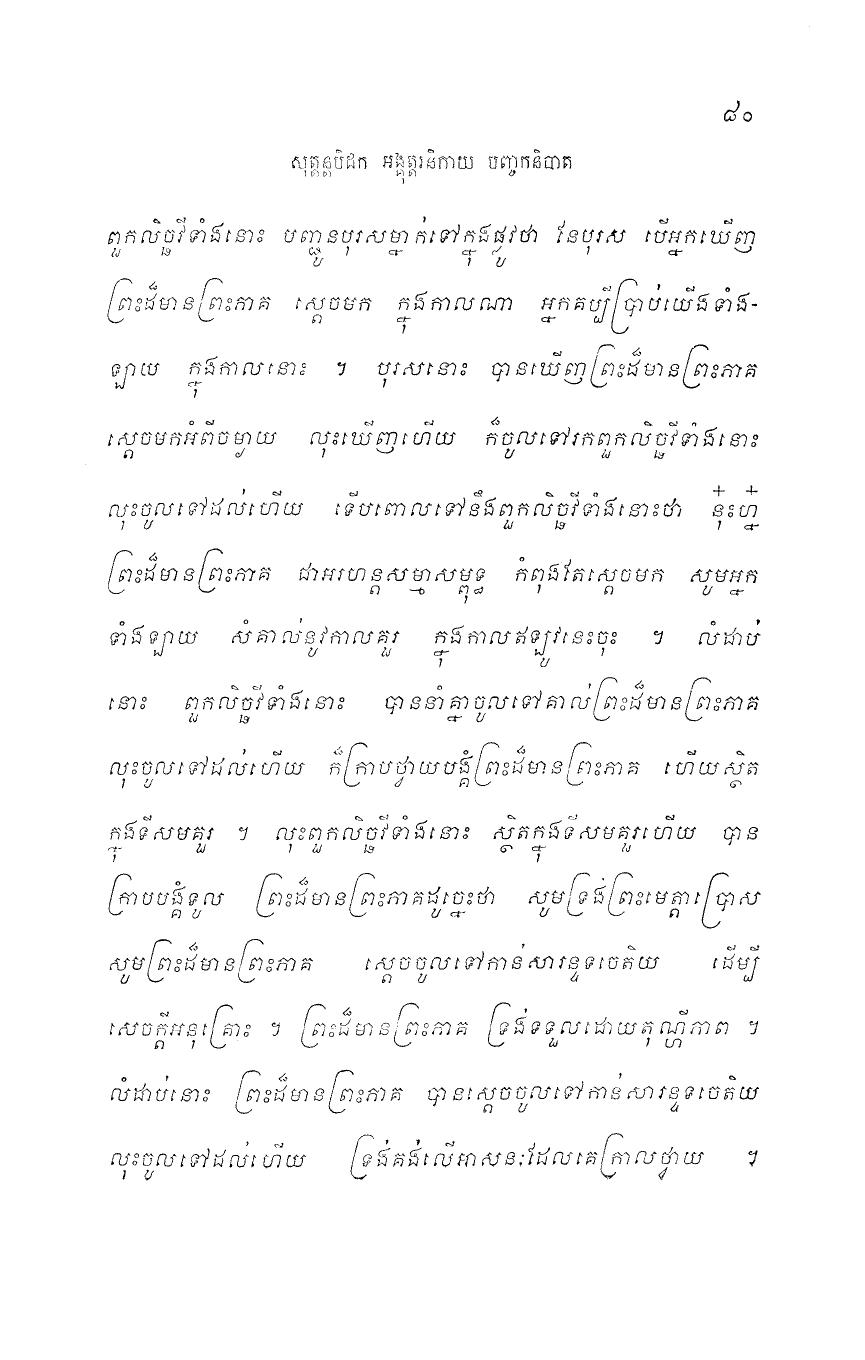 ៨០
សុត្តន្តបិដក អង្គុត្តរនិកាយ បញ្ចកនិបាត
ពួកលិច្ឆវីទាំងនោះ បញ្ជូនបុរសម្នាក់ទៅក្នុងផ្លូវថា នែបុរស បើអ្នកឃើញ
ព្រះដ៏មានព្រះភាគ ស្តេចមក ក្នុងកាលណា អ្នកគប្បីប្រាប់យើងទាំង-
ឡាយ ក្នុងកាលនោះ ។ បុរសនោះ បានឃើញព្រះដ៏មានព្រះភាគ
ស្តេចមកអំពីចម្ងាយ លុះឃើញហើយ ក៏ចូលទៅរកពួកលិច្ឆវីទាំងនោះ
លុះចូលទៅដល់ហើយ ទើបពោលទៅនឹងពួកលិច្ឆវីទាំងនោះថា នុ៎ះហ្ន៎
ព្រះដ៏មានព្រះភាគ ជាអរហន្តសម្មាសម្ពុទ្ធ កំពុងតែស្តេចមក សូមអ្នក
ទាំងឡាយ សំគាល់នូវកាលគួរ ក្នុងកាលឥឡូវនេះចុះ ។ លំដាប់
នោះ ពួកលិច្ឆវីទាំងនោះ បាននាំគ្នាចូលទៅគាល់ព្រះដ៏មានព្រះភាគ
លុះចូលទៅដល់ហើយ ក៏ក្រាបថ្វាយបង្គំព្រះដ៏មានព្រះភាគ ហើយស្ថិត
ក្នុងទីសមគួរ ។ លុះពួកលិច្ឆវីទាំងនោះ ស្ថិតក្នុងទីសមគួរហើយ បាន
ក្រាបបង្គំទូល ព្រះដ៏មានព្រះភាគដូច្នេះថា សូមទ្រង់ព្រះមេត្តាប្រោស
សូមព្រះដ៏មានព្រះភាគ ស្តេចចូលទៅកាន់សារន្ទទចេតិយ ដើម្បី
សេចក្តីអនុគ្រោះ ។ ព្រះដ៏មានព្រះភាគ ទ្រង់ទទួលដោយតុណ្ហីភាព ។
លំដាប់នោះ ព្រះដ៏មានព្រះភាគ បានស្តេចចូលទៅកាន់សារន្ទទចេតិយ
លុះចូលទៅដល់ហើយ ទ្រង់គង់លើអាសនៈដែលគេក្រាលថ្វាយ ។